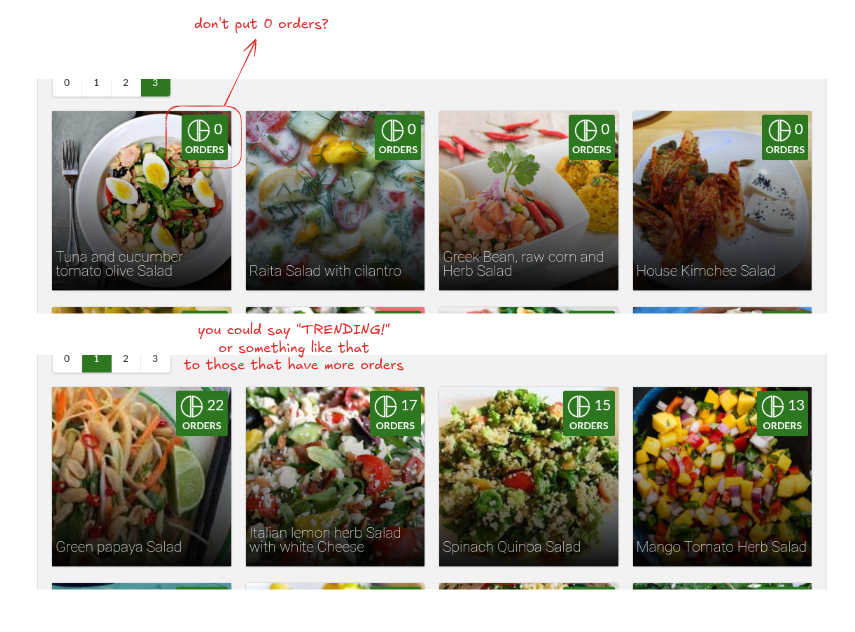 don't put 0 orders?
0 1 2 3
0 ORDERS
0 ORDERS
0 ORDERS
0 ORDERS
Tuna and cucumber
tomato olive Salad
Raita Salad with cilantro
Greek Bean, raw corn and
Herb Salad
House Kimchee Salad
you could say "TRENDING!"
or something like that
to those that have more orders
0 1 2 3
22 ORDERS
17 ORDERS
15 ORDERS
13 ORDERS
Green papaya Salad
Italian lemon herb Salad
with white Cheese
Spinach Quinoa Salad
Mango Tomato Herb Salad